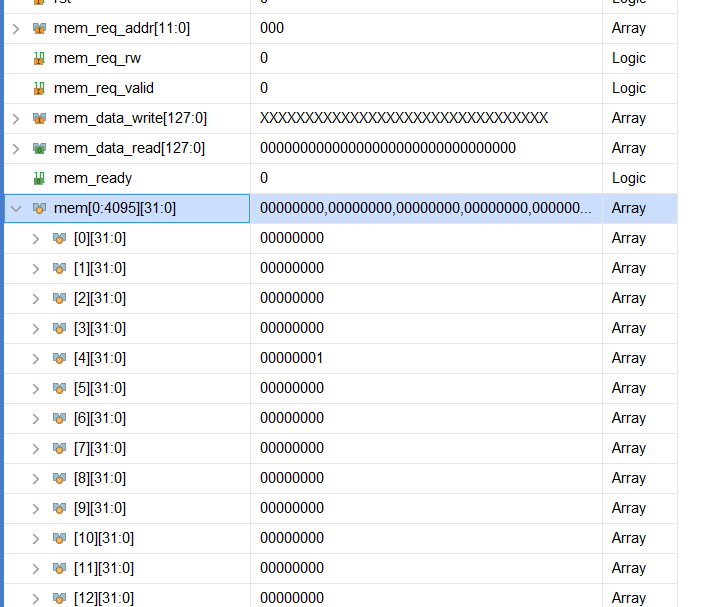 rst 0 Logic
mem_req_addr[11:0] 000 Array
mem_req_rw 0 Logic
mem_req_valid 0 Logic
mem_data_write[127:0] XXXXXXXXXXXXXXXXXXXXXXXXXXXXXXXX Array
mem_data_read[127:0] 00000000000000000000000000000000 Array
mem_ready 0 Logic
mem[0:4095][31:0] 00000000,00000000,00000000,00000000,000000... Array
[0][31:0] 00000000 Array
[1][31:0] 00000000 Array
[2][31:0] 00000000 Array
[3][31:0] 00000000 Array
[4][31:0] 00000001 Array
[5][31:0] 00000000 Array
[6][31:0] 00000000 Array
[7][31:0] 00000000 Array
[8][31:0] 00000000 Array
[9][31:0] 00000000 Array
[10][31:0] 00000000 Array
[11][31:0] 00000000 Array
[12][31:0] 00000000 Array